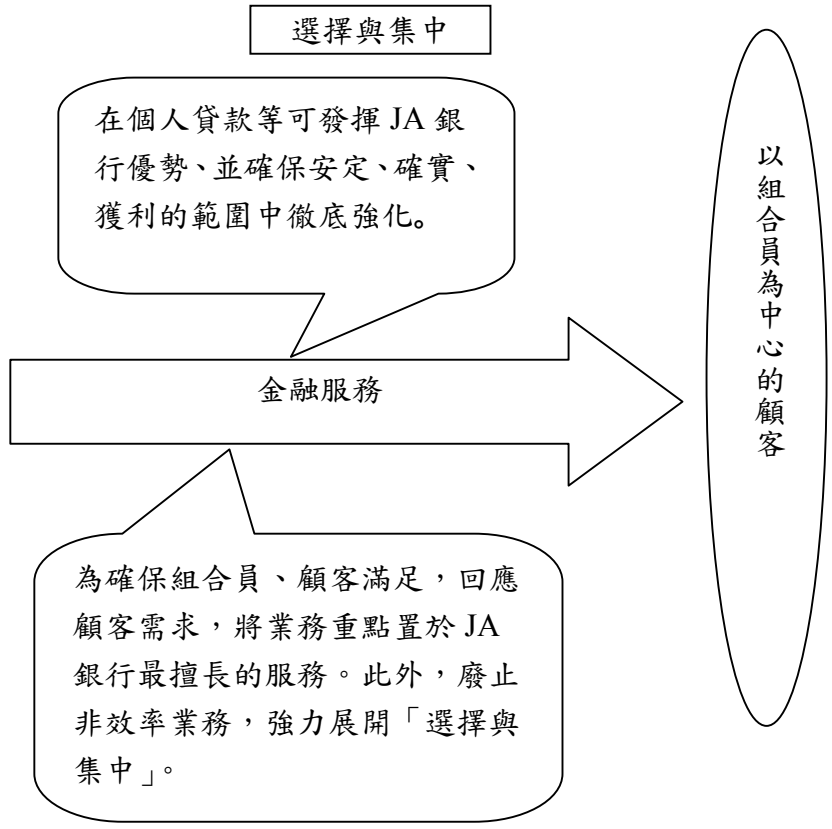 選擇與集中
在個人貸款等可發揮 JA 銀
行優勢、並確保安定、確實、
獲利的範圍中徹底強化。
金融服務
為確保組合員、顧客滿足，回應
顧客需求，將業務重點置於 JA
銀行最擅長的服務。此外，廢止
非效率業務，強力展開「選擇與
集中」。
以組合員為中心的顧客